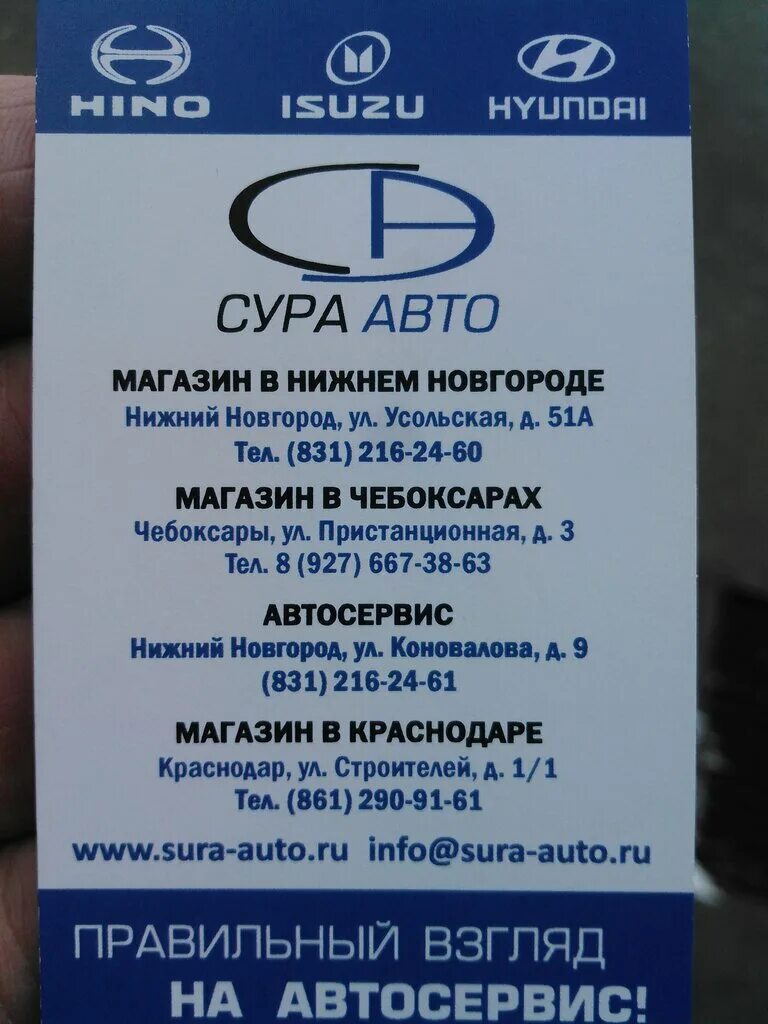 HINO ISUZU HYUNDAI
СУРА АВТО
МАГАЗИН В НИЖНЕМ НОВГОРОДЕ
Нижний Новгород, ул. Усольская, д. 51А
Тел. (831) 216-24-60
МАГАЗИН В ЧЕБОКСАРАХ
Чебоксары, ул. Пристанционная, д. 3
Тел. 8 (927) 667-38-63
АВТОСЕРВИС
Нижний Новгород, ул. Коновалова, д. 9
(831) 216-24-61
МАГАЗИН В КРАСНОДАРЕ
Краснодар, ул. Строителей, д. 1/1
Тел. (861) 290-91-61
www.sura-auto.ru info@sura-auto.ru
ПРАВИЛЬНЫЙ ВЗГЛЯД
НА АВТОСЕРВИС!